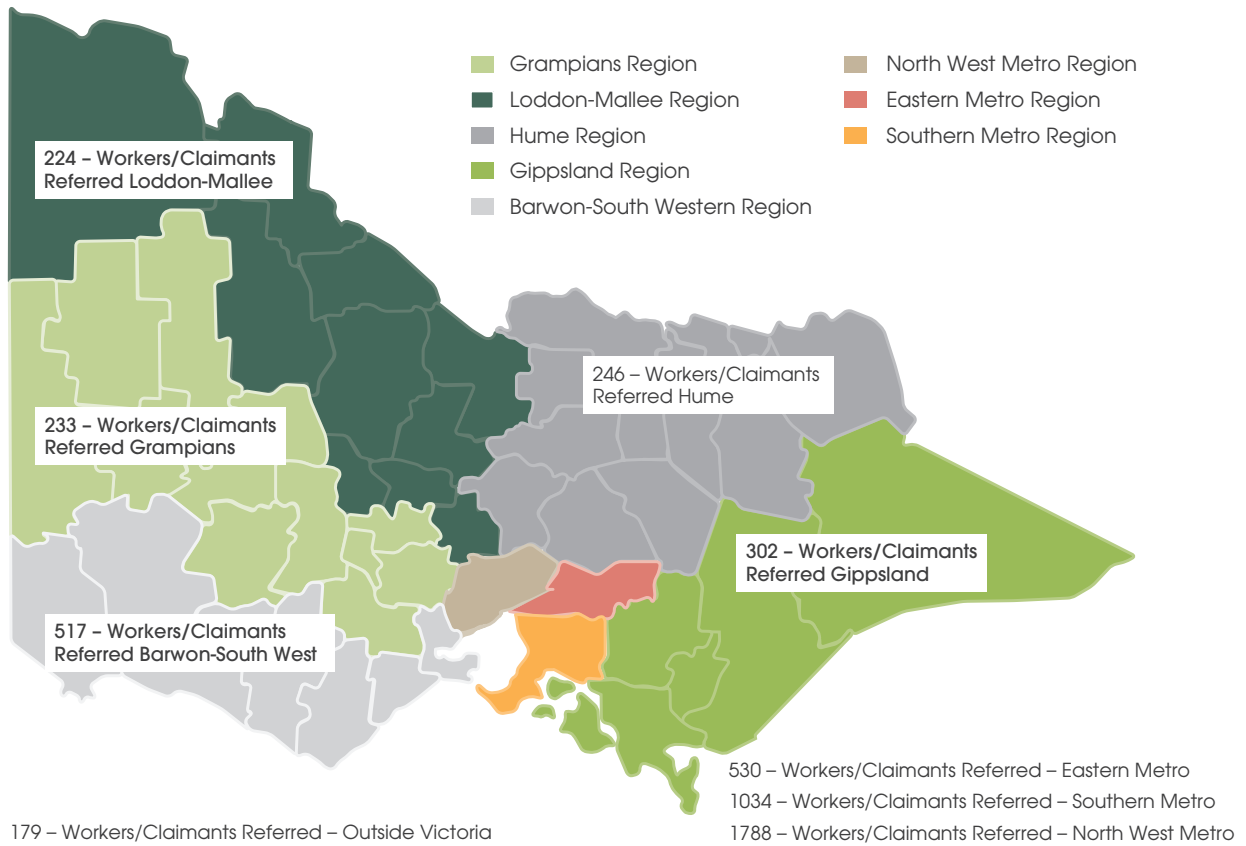 Grampians Region
Loddon-Mallee Region
Hume Region
Gippsland Region
Barwon-South Western Region
North West Metro Region
Eastern Metro Region
Southern Metro Region
224 – Workers/Claimants
Referred Loddon-Mallee
246 – Workers/Claimants
Referred Hume
233 – Workers/Claimants
Referred Grampians
302 – Workers/Claimants
Referred Gippsland
517 – Workers/Claimants
Referred Barwon-South West
530 – Workers/Claimants Referred – Eastern Metro
1034 – Workers/Claimants Referred – Southern Metro
1788 – Workers/Claimants Referred – North West Metro
179 – Workers/Claimants Referred – Outside Victoria